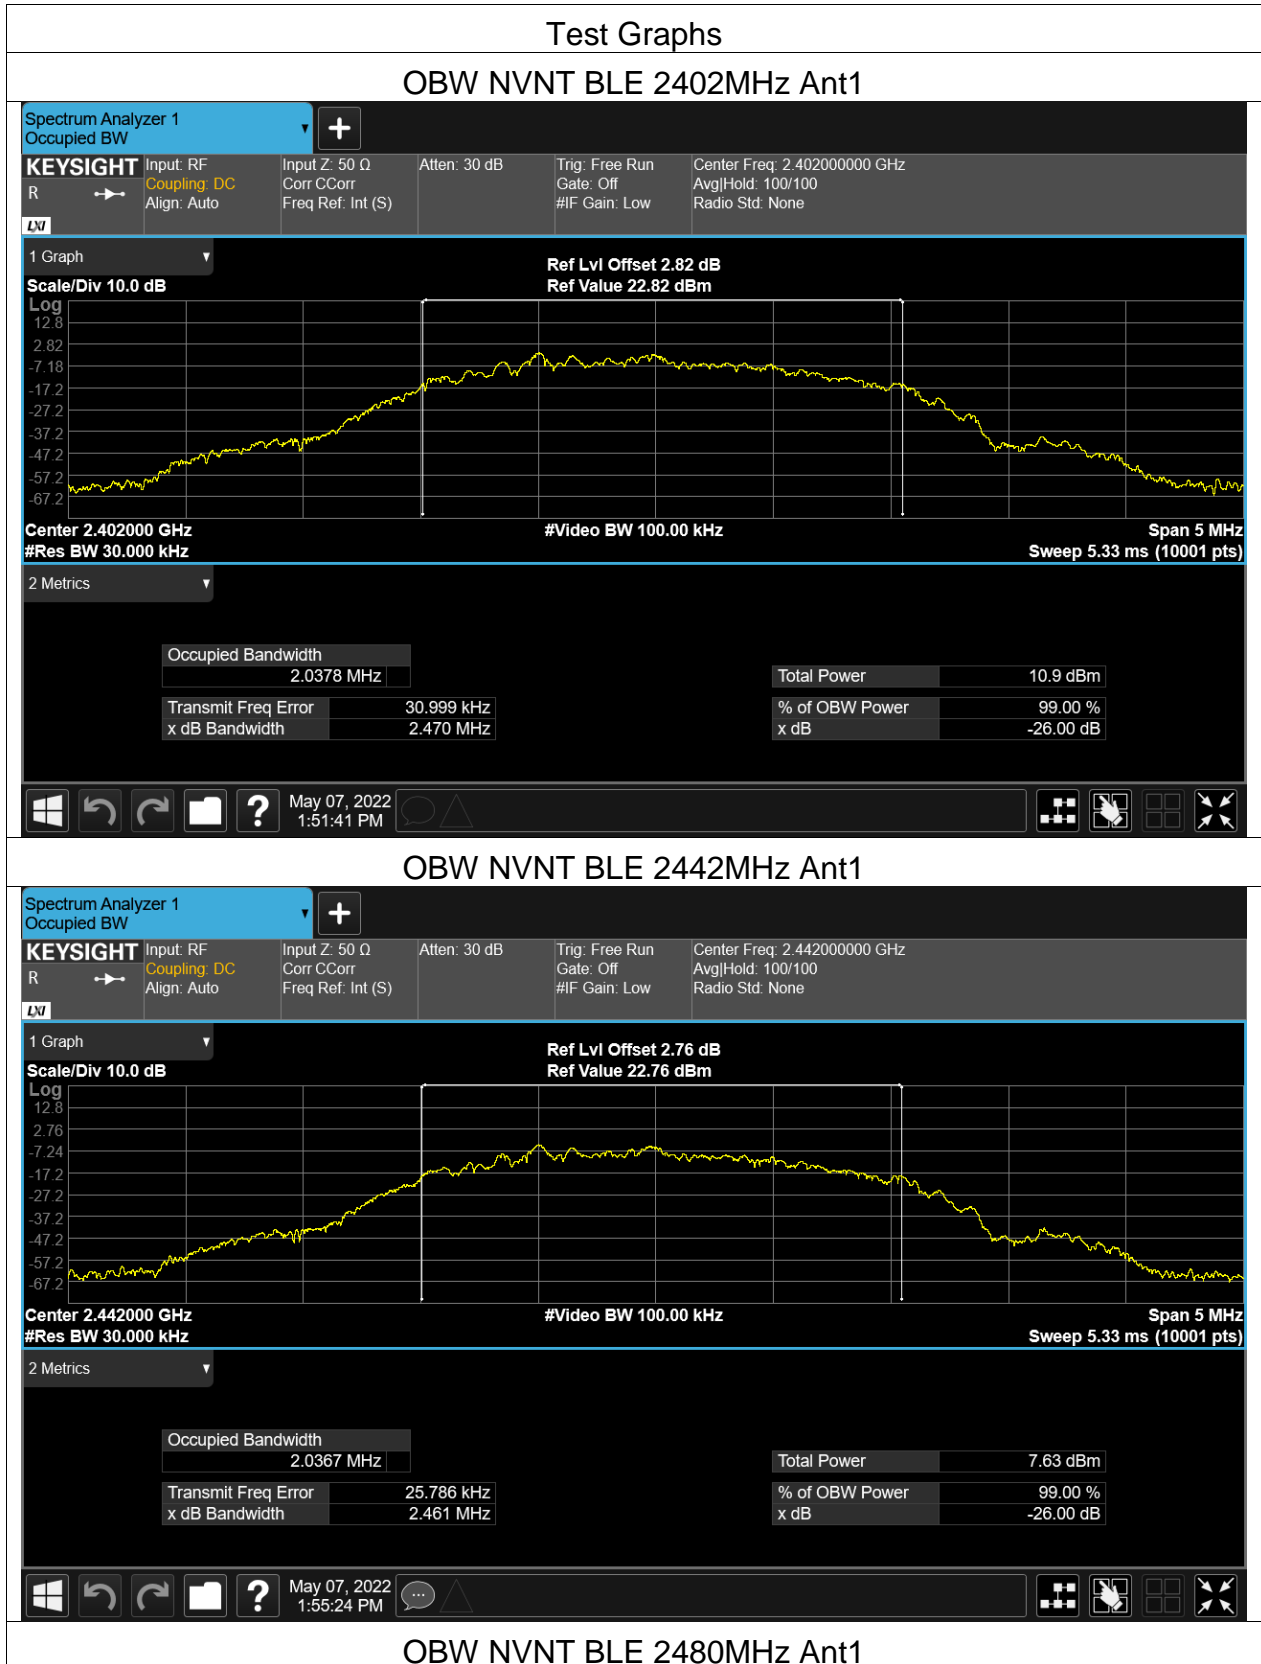 Test Graphs
OBW NVNT BLE 2402MHz Ant1
Spectrum Analyzer 1
Occupied BW
KEYSIGHT Input: RF Input Z: 50 Ω Atten: 30 dB Trig: Free Run Center Freq: 2.402000000 GHz
R Coupling: DC Corr CCorr Gate: Off Avg|Hold: 100/100
Align: Auto Freq Ref: Int (S) #IF Gain: Low Radio Std: None
LXI
1 Graph
Ref Lvl Offset 2.82 dB
Scale/Div 10.0 dB Ref Value 22.82 dBm
Log
12.8
2.82
-7.18
-17.2
-27.2
-37.2
-47.2
-57.2
-67.2
Center 2.402000 GHz #Video BW 100.00 kHz Span 5 MHz
#Res BW 30.000 kHz Sweep 5.33 ms (10001 pts)
2 Metrics
Occupied Bandwidth
2.0378 MHz Total Power 10.9 dBm
Transmit Freq Error 30.999 kHz % of OBW Power 99.00 %
x dB Bandwidth 2.470 MHz x dB -26.00 dB
? May 07, 2022
1:51:41 PM
OBW NVNT BLE 2442MHz Ant1
Spectrum Analyzer 1
Occupied BW
KEYSIGHT Input: RF Input Z: 50 Ω Atten: 30 dB Trig: Free Run Center Freq: 2.442000000 GHz
R Coupling: DC Corr CCorr Gate: Off Avg|Hold: 100/100
Align: Auto Freq Ref: Int (S) #IF Gain: Low Radio Std: None
LXI
1 Graph
Ref Lvl Offset 2.76 dB
Scale/Div 10.0 dB Ref Value 22.76 dBm
Log
12.8
2.76
-7.24
-17.2
-27.2
-37.2
-47.2
-57.2
-67.2
Center 2.442000 GHz #Video BW 100.00 kHz Span 5 MHz
#Res BW 30.000 kHz Sweep 5.33 ms (10001 pts)
2 Metrics
Occupied Bandwidth
2.0367 MHz Total Power 7.63 dBm
Transmit Freq Error 25.786 kHz % of OBW Power 99.00 %
x dB Bandwidth 2.461 MHz x dB -26.00 dB
? May 07, 2022
1:55:24 PM
OBW NVNT BLE 2480MHz Ant1